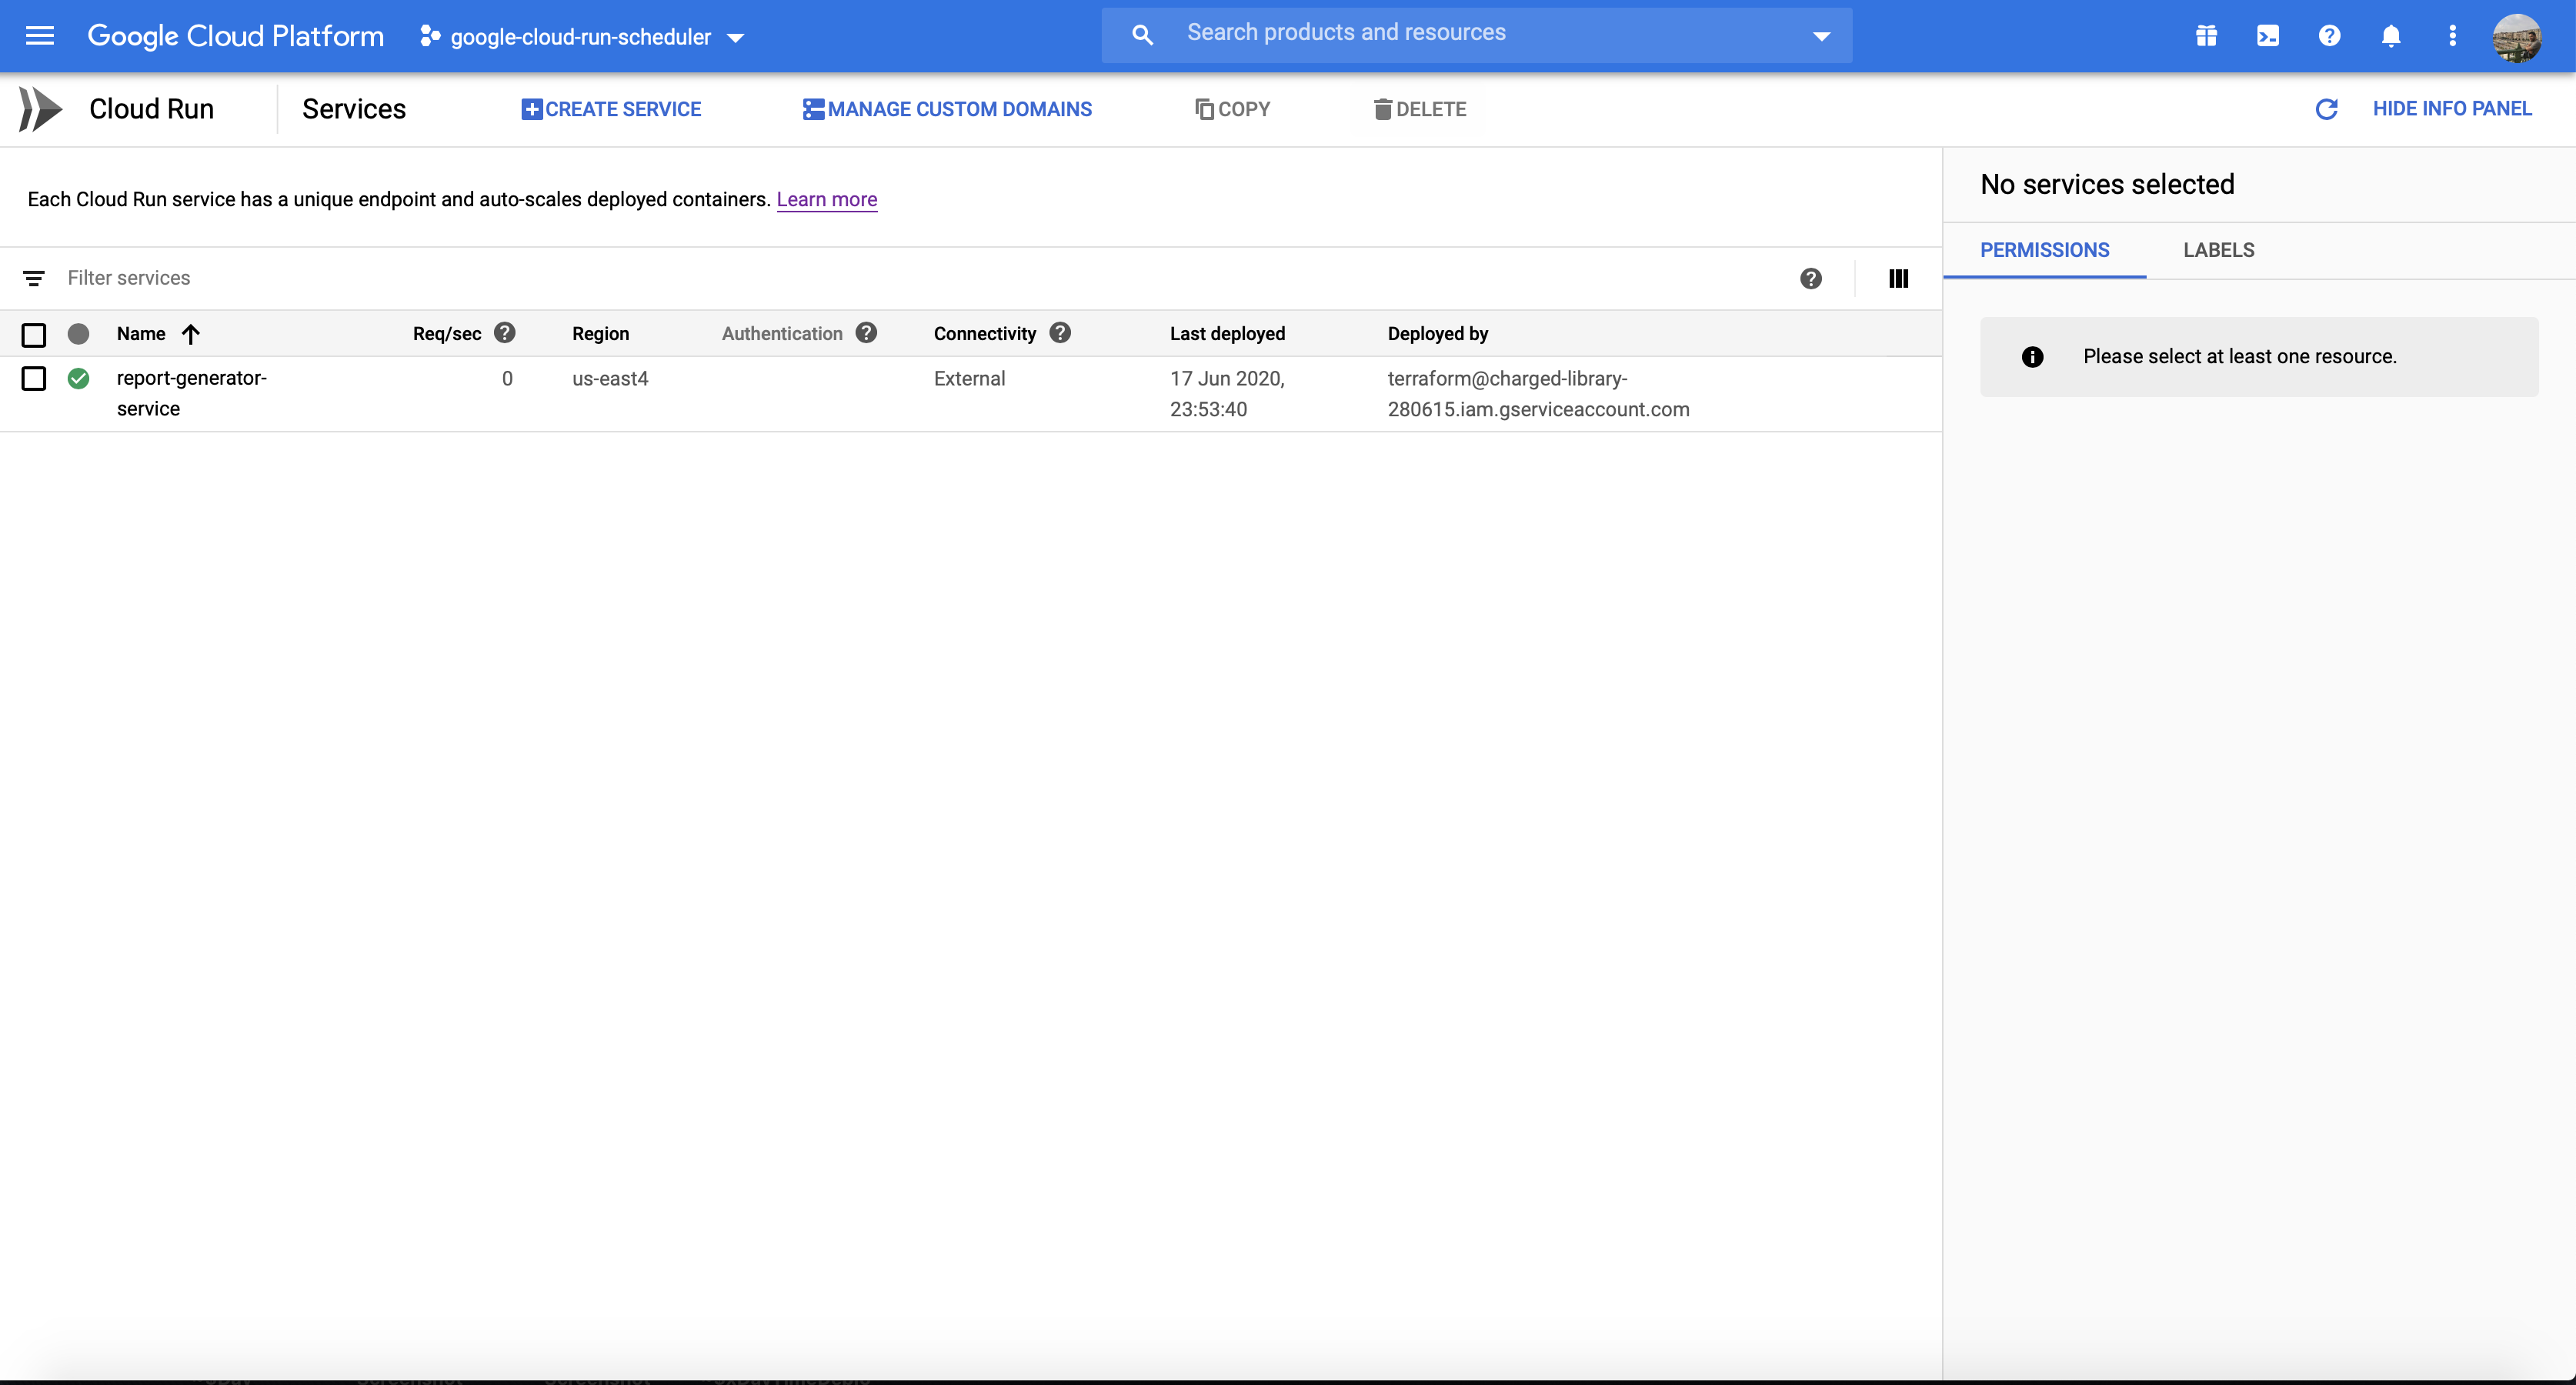 Google Cloud Platform
google-cloud-run-scheduler
Search products and resources
Cloud Run
Services
CREATE SERVICE
MANAGE CUSTOM DOMAINS
COPY
DELETE
HIDE INFO PANEL
Each Cloud Run service has a unique endpoint and auto-scales deployed containers. Learn more
Filter services
Name
Req/sec
Region
Authentication
Connectivity
Last deployed
Deployed by
report-generator-
service
0
us-east4
External
17 Jun 2020,
23:53:40
terraform@charged-library-
280615.iam.gserviceaccount.com
No services selected
PERMISSIONS
LABELS
Please select at least one resource.